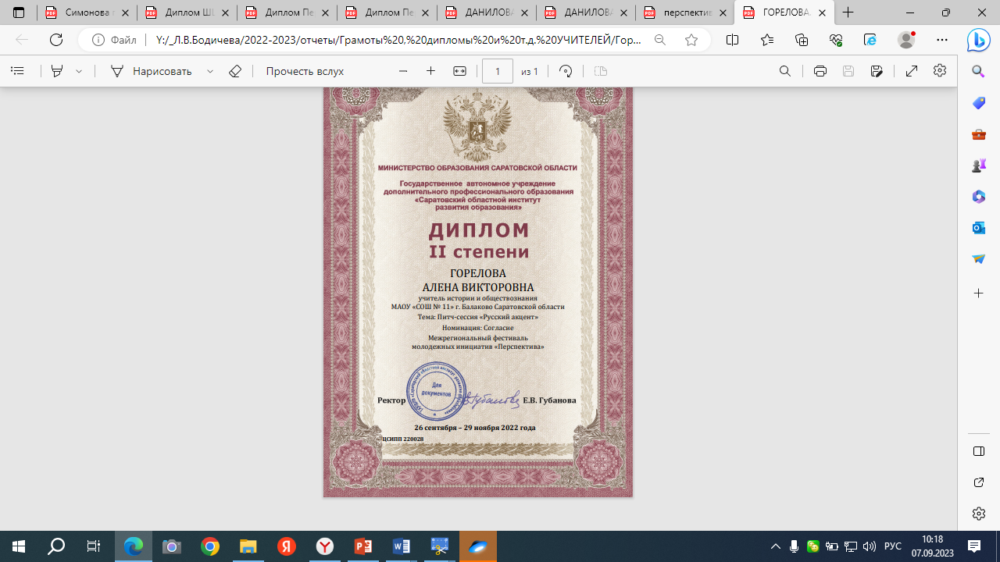 Симонова г
Диплом ШЦ
Диплом Пе
Диплом Пе
ДАНИЛОВА
ДАНИЛОВА
перспектив
ГОРЕЛОВА.
Файл
Y:/_Л.В.Бодичева/2022-2023/отчеты/Грамоты%20,%20дипломы%20и%20т.д.%20УЧИТЕЛЕЙ/Гор...
Нарисовать
Прочесть вслух
1
из 1
МИНИСТЕРСТВО ОБРАЗОВАНИЯ САРАТОВСКОЙ ОБЛАСТИ
Государственное автономное учреждение
дополнительного профессионального образования
«Саратовский областной институт
развития образования»
ДИПЛОМ
II степени
ГОРЕЛОВА
АЛЕНА ВИКТОРОВНА
учитель истории и обществознания
МАОУ «СОШ № 11» г. Балаково Саратовской области
Тема: Питч-сессия «Русский акцент»
Номинация: Согласие
Межрегиональный фестиваль
молодежных инициатив «Перспектива»
Для
документов
Ректор
Е.В. Губанова
26 сентября – 29 ноября 2022 года
ЦСИПП 220028
РУС
10:18
07.09.2023